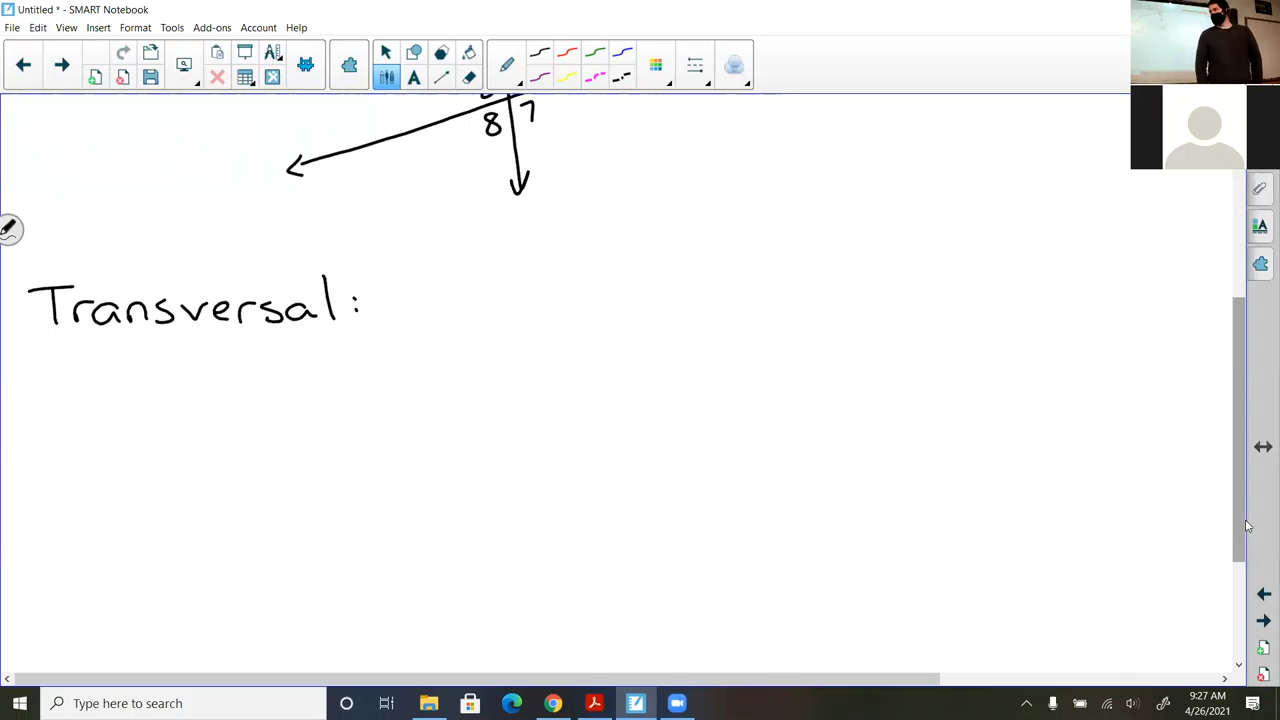 Untitled * - SMART Notebook
File Edit View Insert Format Tools Add-ons Account Help
8 7
Transversal:
Type here to search
9:27 AM
4/26/2021